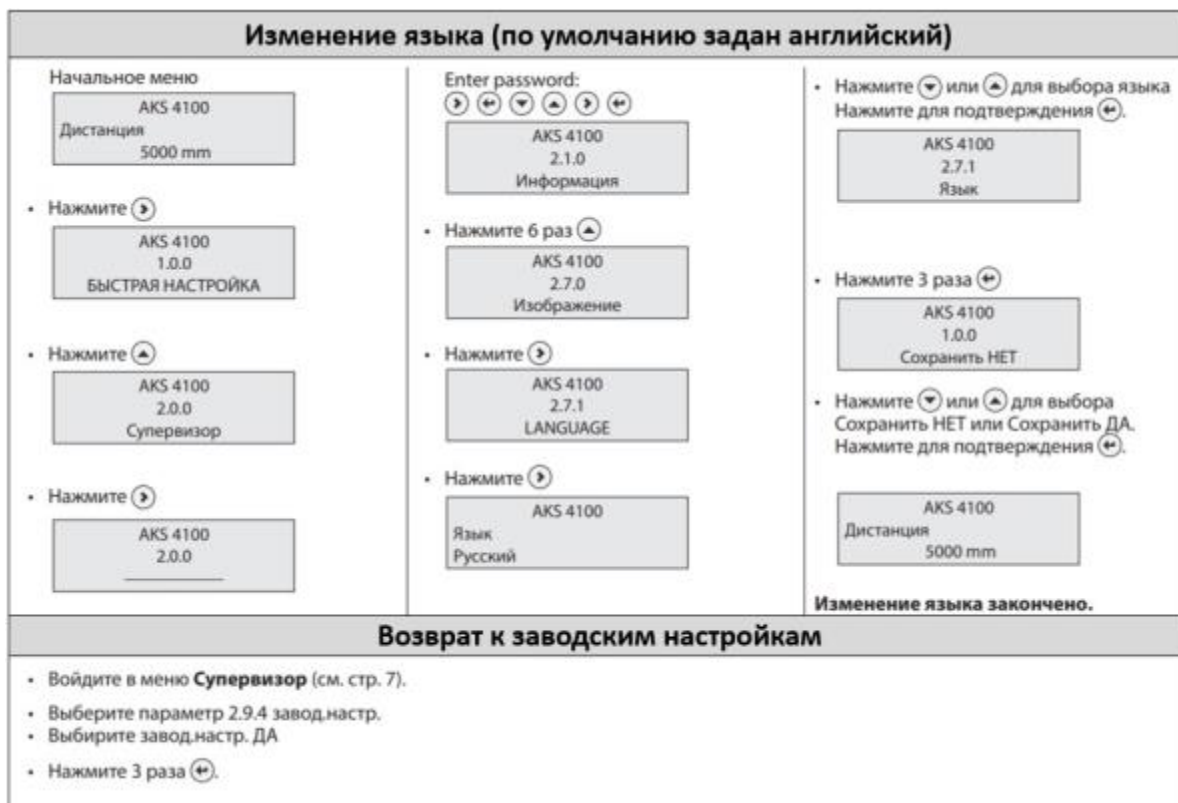 Изменение языка (по умолчанию задан английский)
Начальное меню
AKS 4100
Дистанция
5000 mm
• Нажмите
AKS 4100
1.0.0
БЫСТРАЯ НАСТРОЙКА
• Нажмите
AKS 4100
2.0.0
Супервизор
• Нажмите
AKS 4100
2.0.0
Enter password:
AKS 4100
2.1.0
Информация
• Нажмите 6 раз
AKS 4100
2.7.0
Изображение
• Нажмите
AKS 4100
2.7.1
LANGUAGE
• Нажмите
AKS 4100
Язык
Русский
• Нажмите или для выбора языка
Нажмите для подтверждения .
AKS 4100
2.7.1
Язык
• Нажмите 3 раза
AKS 4100
1.0.0
Сохранить НЕТ
• Нажмите или для выбора
Сохранить НЕТ или Сохранить ДА.
Нажмите для подтверждения .
AKS 4100
Дистанция
5000 mm
Изменение языка закончено.
Возврат к заводским настройкам
• Войдите в меню Супервизор (см. стр. 7).
• Выберите параметр 2.9.4 завод.настр.
• Выбирите завод.настр. ДА
• Нажмите 3 раза .